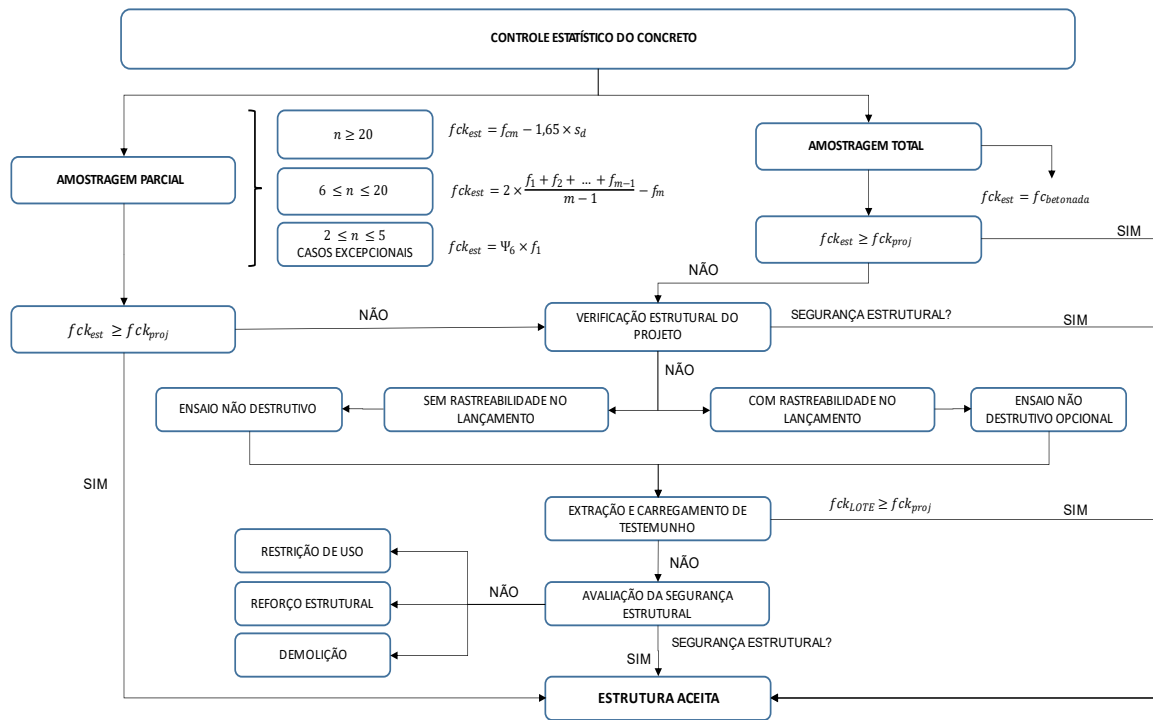 CONTROLE ESTATÍSTICO DO CONCRETO
AMOSTRAGEM PARCIAL
n ≥ 20
fck_est = f_cm − 1,65 × s_d
6 ≤ n ≤ 20
fck_est = 2 × (f_1 + f_2 + … + f_{m−1}) / (m − 1) − f_m
2 ≤ n ≤ 5
CASOS EXCEPCIONAIS
fck_est = Ψ_6 × f_1
AMOSTRAGEM TOTAL
fck_est = fc_betonada
fck_est ≥ fck_proj
SIM
NÃO
fck_est ≥ fck_proj
NÃO
VERIFICAÇÃO ESTRUTURAL DO
PROJETO
SEGURANÇA ESTRUTURAL?
SIM
NÃO
ENSAIO NÃO DESTRUTIVO
SEM RASTREABILIDADE NO
LANÇAMENTO
COM RASTREABILIDADE NO
LANÇAMENTO
ENSAIO NÃO
DESTRUTIVO OPCIONAL
SIM
EXTRAÇÃO E CARREGAMENTO DE
TESTEMUNHO
fck_LOTE ≥ fck_proj
SIM
NÃO
RESTRIÇÃO DE USO
REFORÇO ESTRUTURAL
DEMOLIÇÃO
NÃO
AVALIAÇÃO DA SEGURANÇA
ESTRUTURAL
SEGURANÇA ESTRUTURAL?
SIM
ESTRUTURA ACEITA